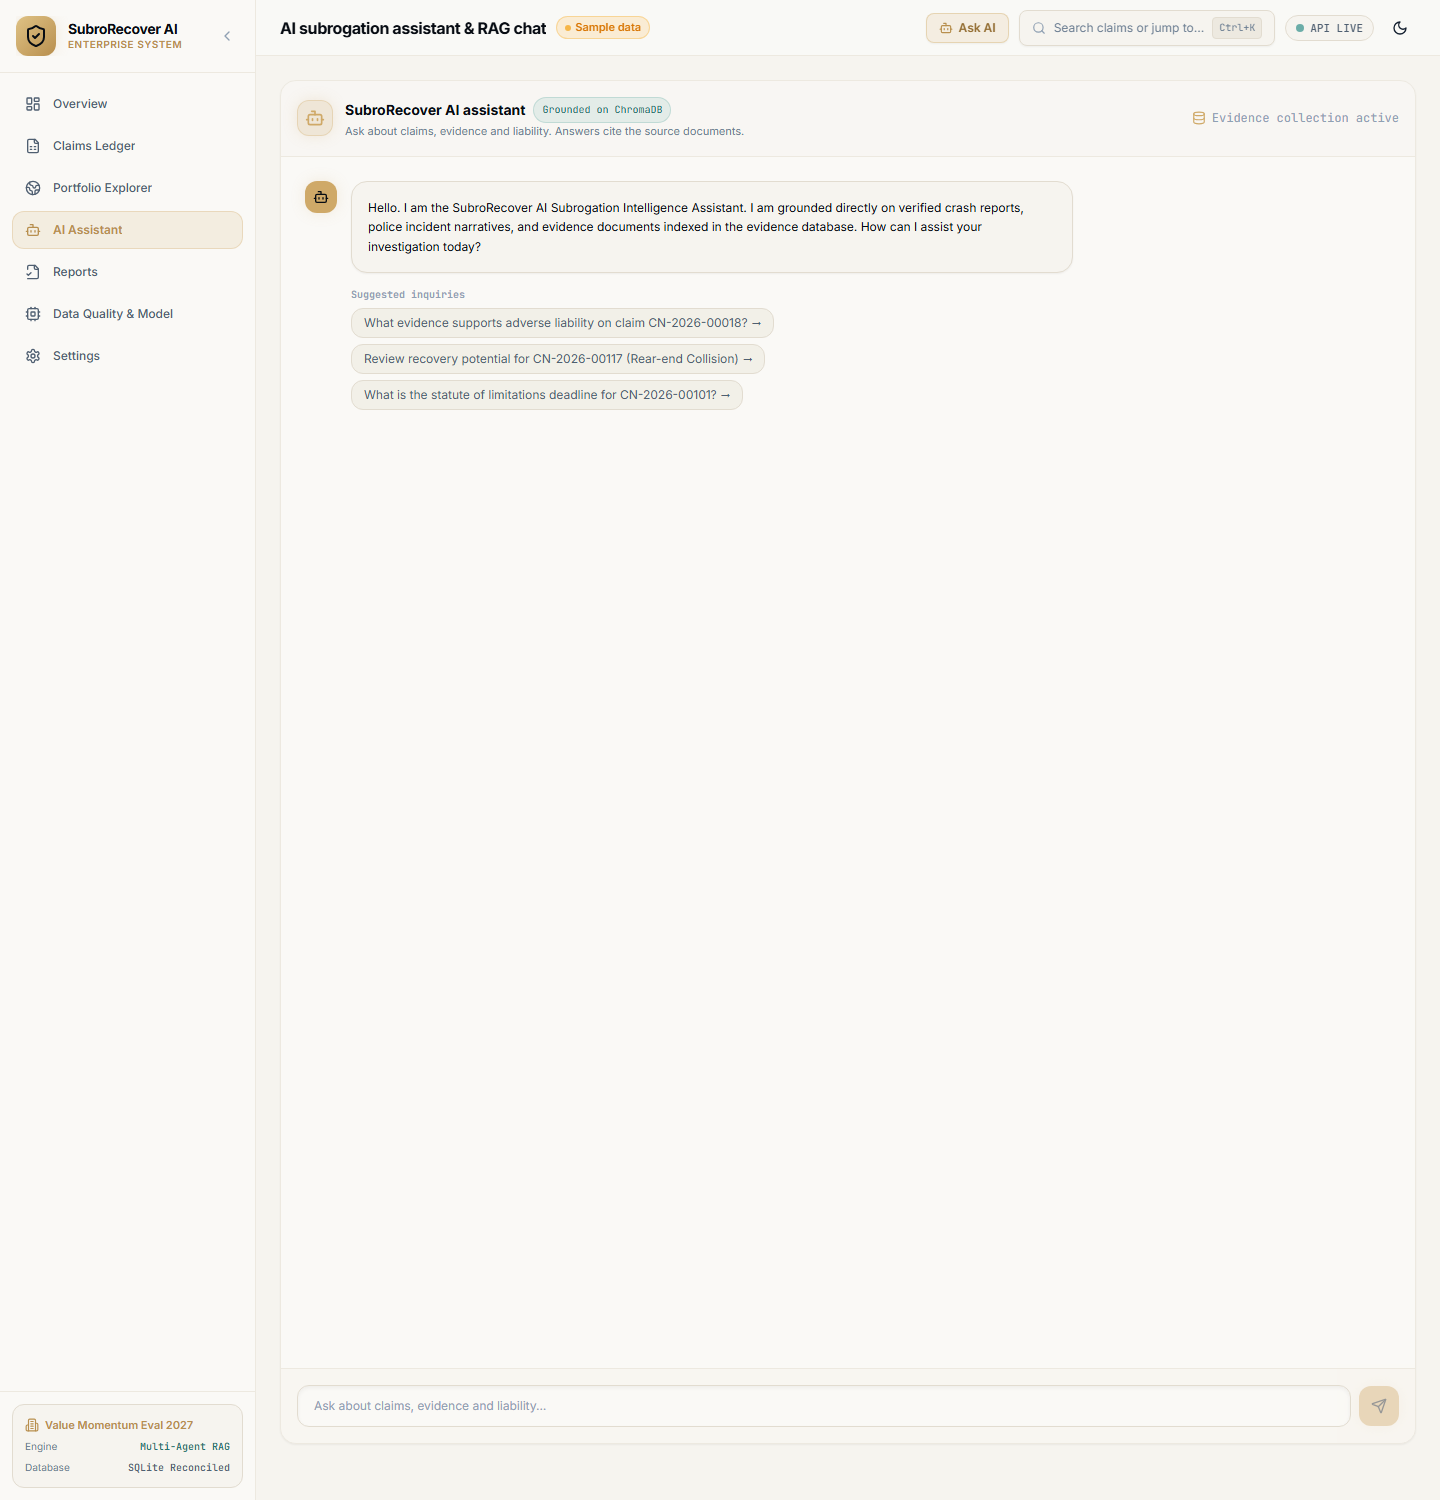 SubroRecover AI
ENTERPRISE SYSTEM
Overview
Claims Ledger
Portfolio Explorer
AI Assistant
Reports
Data Quality & Model
Settings
Value Momentum Eval 2027
Engine Multi-Agent RAG
Database SQLite Reconciled
AI subrogation assistant & RAG chat Sample data
Ask AI
Search claims or jump to... Ctrl+K
API LIVE
SubroRecover AI assistant Grounded on ChromaDB
Ask about claims, evidence and liability. Answers cite the source documents.
Evidence collection active
Hello. I am the SubroRecover AI Subrogation Intelligence Assistant. I am grounded directly on verified crash reports,
police incident narratives, and evidence documents indexed in the evidence database. How can I assist your
investigation today?
Suggested inquiries
What evidence supports adverse liability on claim CN-2026-00018? →
Review recovery potential for CN-2026-00117 (Rear-end Collision) →
What is the statute of limitations deadline for CN-2026-00101? →
Ask about claims, evidence and liability...